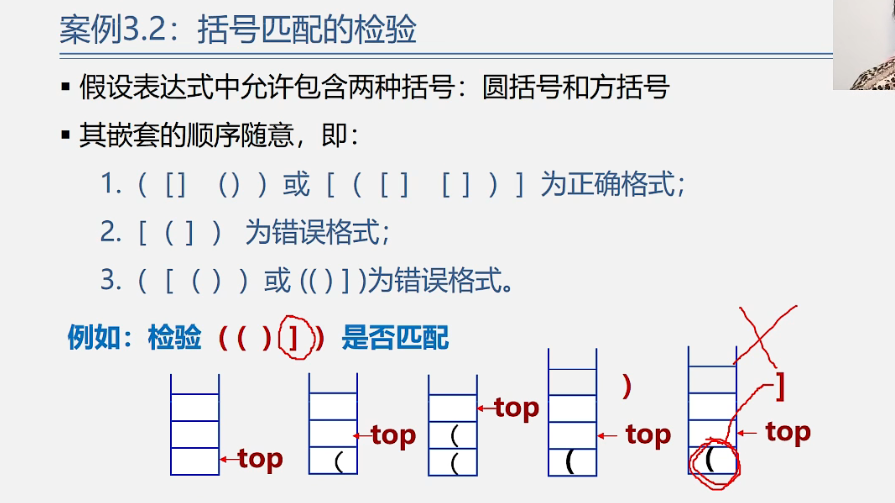 案例3.2：括号匹配的检验
▪ 假设表达式中允许包含两种括号：圆括号和方括号
▪ 其嵌套的顺序随意，即：
1.（ [ ] （））或 [ （ [ ] [ ] ）] 为正确格式；
2. [ （ ] ） 为错误格式；
3.（ [ （ ））或 (( ) ] )为错误格式。
例如：检验（（ ） ] ）是否匹配
）
]
top
( top
( ( top
( top
( top